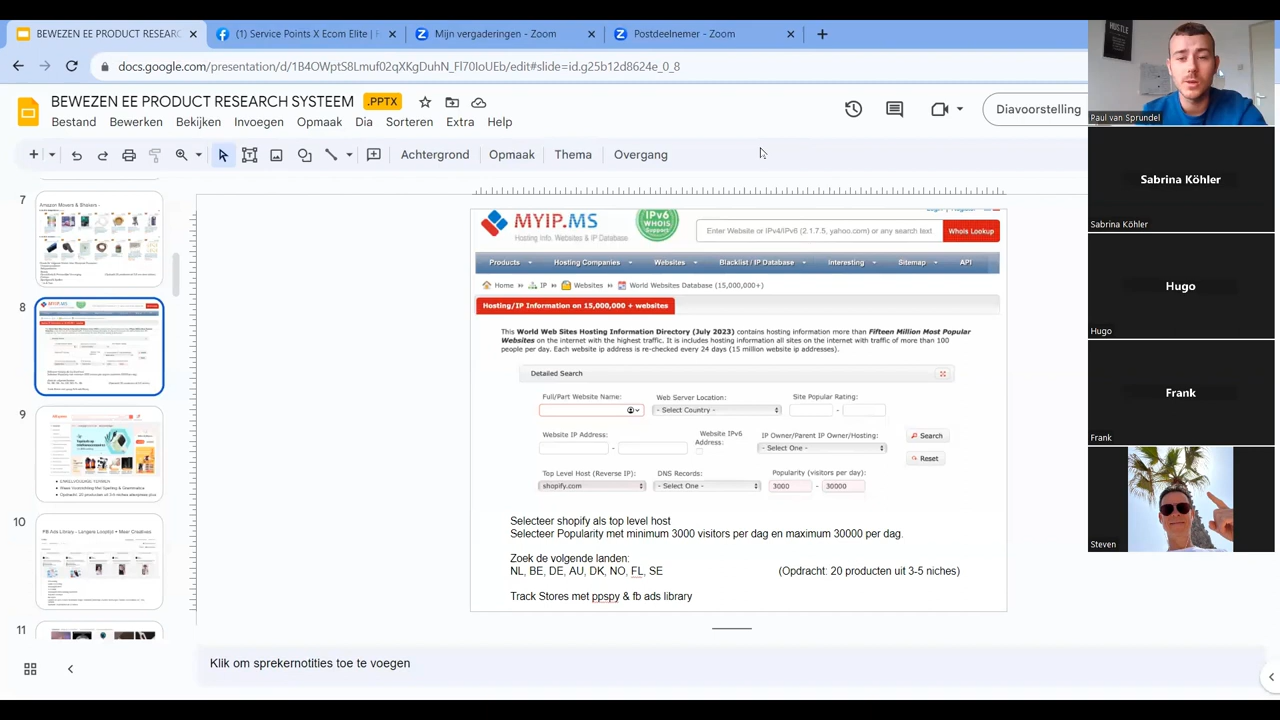 BEWEZEN EE PRODUCT RESEARC
(1) Service Points X Ecom Elite | F
Mijn vergaderingen - Zoom
Postdeelnemer - Zoom
BEWEZEN EE PRODUCT RESEARCH SYSTEEM
.PPTX
Bestand Bewerken Bekijken Invoegen Opmaak Dia Schikken Extra Help
Diavoorstelling
Achtergrond Opmaak Thema Overgang
7
Amazon Movers & Shakers -
8
9
10
FB Ads Library - Langere Looptijd + Meer Creatives
11
MYIP.MS
Hosting Info, Websites & IP Database
IPv6
WHOIS
Support
Login | Register
Enter Website or IPv4/IPv6 (2.1.7.5, yahoo.com) or any search text
Whois Lookup
Products Hosting Companies Websites Blacklist / IP Database Interesting Sitemap API
Home IP Websites World Websites Database (15,000,000+)
Hosting/IP Information on 15,000,000 + websites
This World Web Sites Hosting Information Directory (July 2023) contains hosting information more than Fifteen Million Most Popular
Websites on the internet with the highest traffic. It is includes hosting information all sites on the internet with traffic of more than 100
people per day. Each website ip address is re-checked every 24 days (15 million website ip addresses).
Detailed Search
Full/Part Website Name: Web Server Location: Site Popular Rating:
- Select Country - -
Website IP Address: Website IPv6 Address: IP Owner/Parent IP Owner/Hosting:
- - Select One -
Search
Reset
Top Level Host (Reverse IP): DNS Records: Popularity (visitors per day):
shopify.com - Select One - 3000 - 30000
Selecteer shopify als top level host
Selecteer Popularity met minimum 3000 visitors per dag en maximum 30000 per dag.
Zoek de volgende landen:
NL, BE, DE, AU, DK, NO, FL, SE (Opdracht: 20 producten uit 3-5 niches)
Track Stores met ppspy & fb ads library
Klik om sprekernotities toe te voegen
Paul van Sprundel
Sabrina Köhler
Sabrina Köhler
Hugo
Hugo
Frank
Frank
Steven